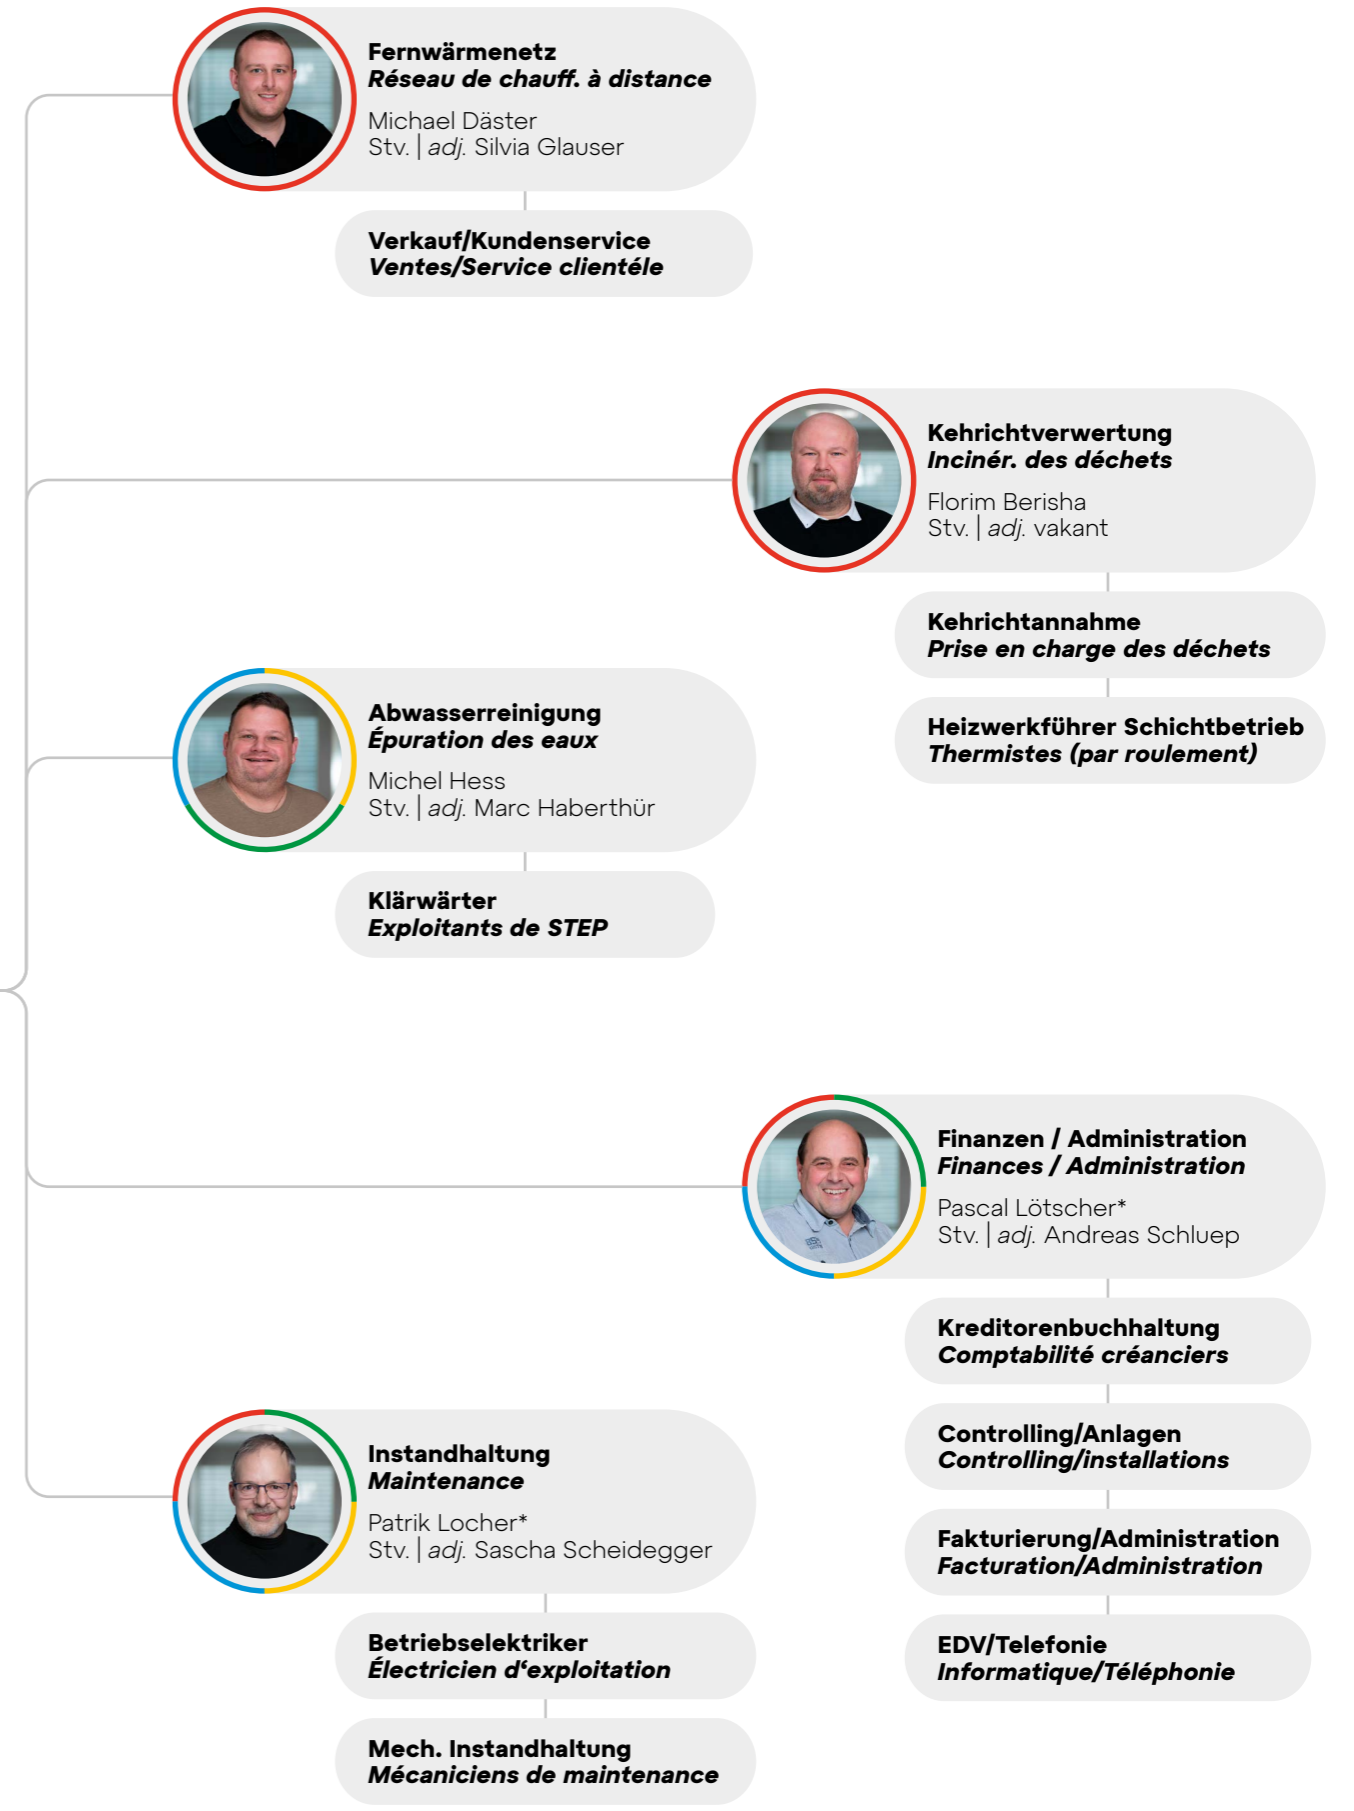 Fernwärmenetz
Réseau de chauff. à distance
Michael Däster
Stv. | adj. Silvia Glauser
Verkauf/Kundenservice
Ventes/Service clientéle
Kehrichtverwertung
Incinér. des déchets
Florim Berisha
Stv. | adj. vakant
Kehrichtannahme
Prise en charge des déchets
Heizwerkführer Schichtbetrieb
Thermistes (par roulement)
Abwasserreinigung
Épuration des eaux
Michel Hess
Stv. | adj. Marc Haberthür
Klärwärter
Exploitants de STEP
Finanzen / Administration
Finances / Administration
Pascal Lötscher*
Stv. | adj. Andreas Schluep
Kreditorenbuchhaltung
Comptabilité créanciers
Controlling/Anlagen
Controlling/installations
Fakturierung/Administration
Facturation/Administration
EDV/Telefonie
Informatique/Téléphonie
Instandhaltung
Maintenance
Patrik Locher*
Stv. | adj. Sascha Scheidegger
Betriebselektriker
Électricien d‘exploitation
Mech. Instandhaltung
Mécaniciens de maintenance